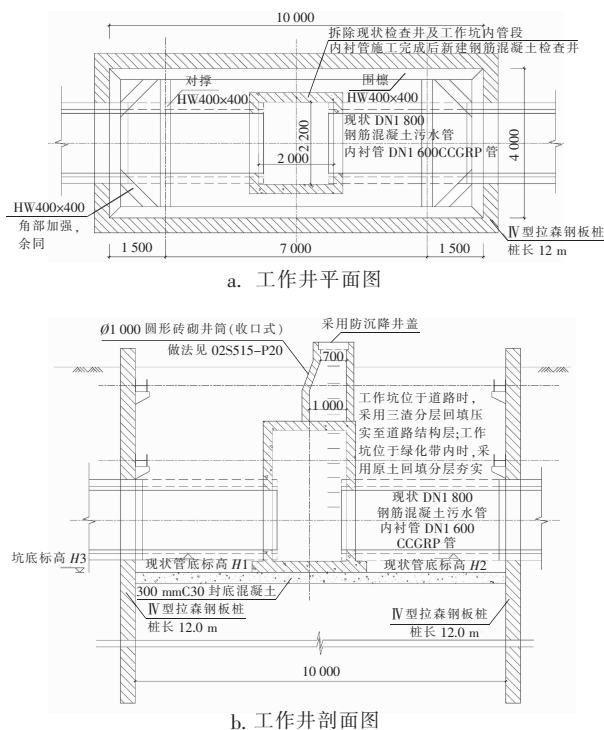 10 000
拆除现状检查井及工作坑内管段
内衬管施工完成后新建钢筋混凝土检查井
对撑
HW400×400
围檩
HW400×400
现状 DN1 800
钢筋混凝土污水管
内衬管 DN1 600CCGRP 管
2 200
2 000
4 000
HW400×400
角部加强，
余同
Ⅳ型拉森钢板桩
桩长 12 m
1 500
7 000
1 500
a. 工作井平面图
采用防沉降井盖
Ø1 000 圆形砖砌井筒(收口式)
做法见 02S515-P20
700
1 000
工作坑位于道路时，
采用三渣分层回填压
实至道路结构层;工作
坑位于绿化带内时,采
用原土回填分层夯实
现状 DN1 800
钢筋混凝土污水管
内衬管 DN1 600
CCGRP 管
坑底标高 H3
现状管底标高 H1
现状管底标高 H2
300 mmC30 封底混凝土
Ⅳ型拉森钢板桩
桩长 12.0 m
Ⅳ型拉森钢板桩
桩长 12.0 m
10 000
b. 工作井剖面图